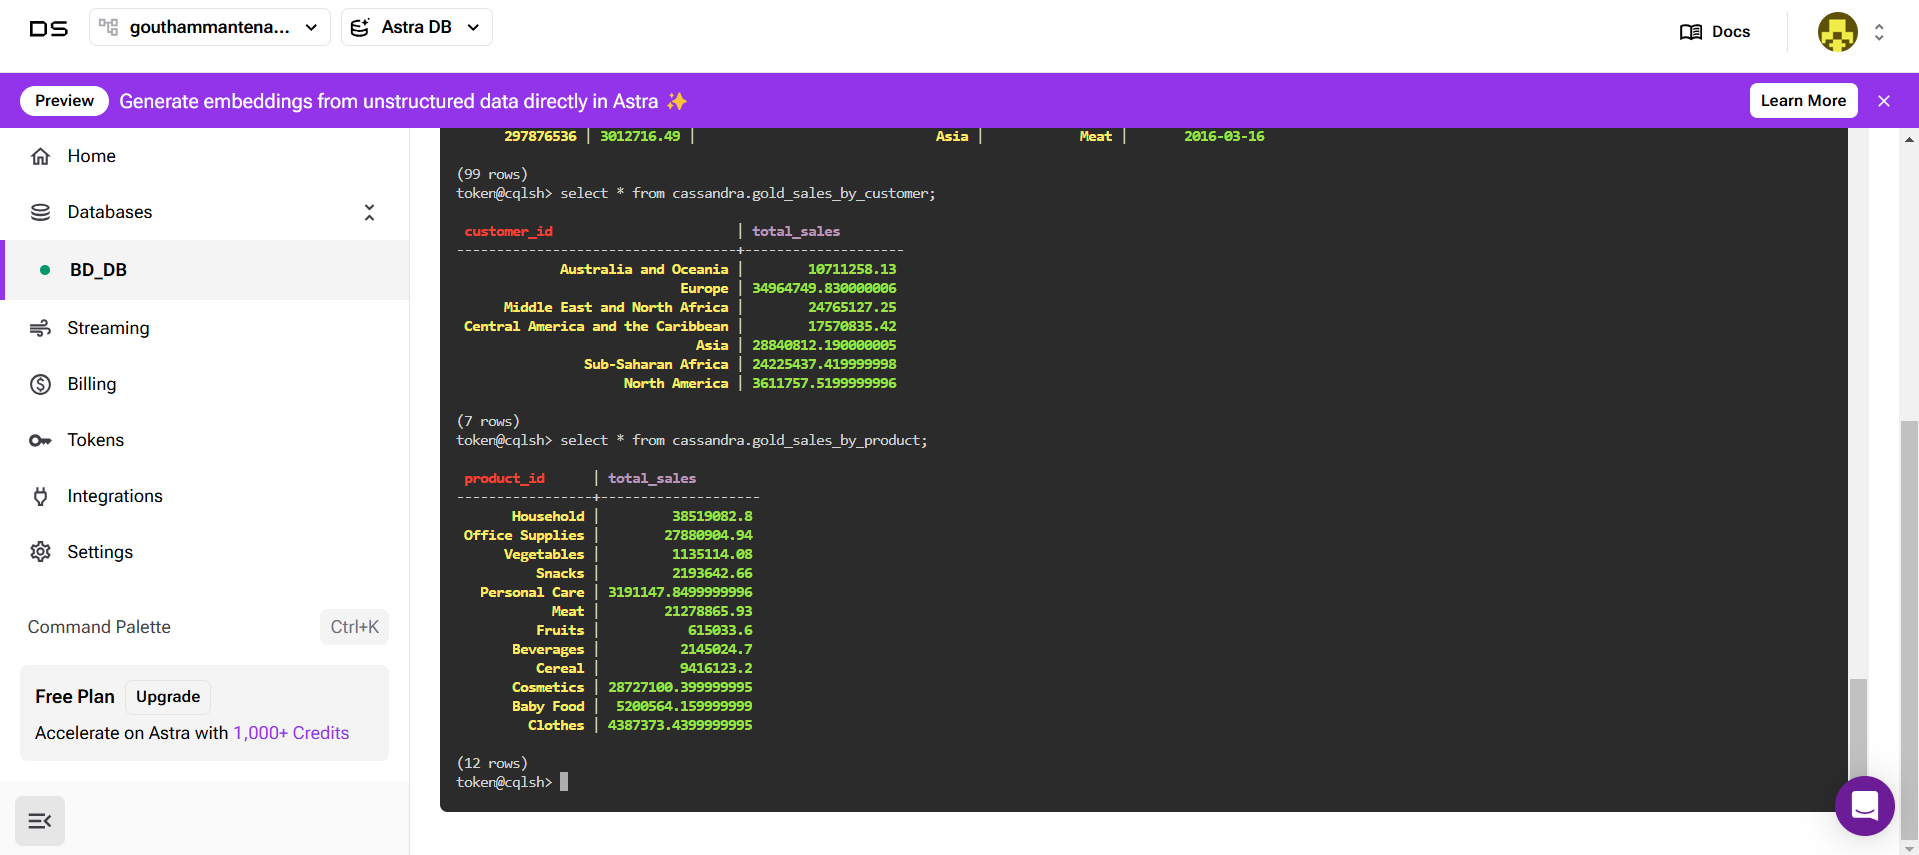 DS gouthammantena... Astra DB Docs
Preview Generate embeddings from unstructured data directly in Astra ✨ Learn More
Home
Databases
BD_DB
Streaming
Billing
Tokens
Integrations
Settings
Command Palette Ctrl+K
Free Plan Upgrade
Accelerate on Astra with 1,000+ Credits
297876536 | 3012716.49 | Asia | Meat | 2016-03-16
(99 rows)
token@cqlsh> select * from cassandra.gold_sales_by_customer;
customer_id | total_sales
-----------------------------------+--------------------
Australia and Oceania | 10711258.13
Europe | 34964749.830000006
Middle East and North Africa | 24765127.25
Central America and the Caribbean | 17570835.42
Asia | 28840812.190000005
Sub-Saharan Africa | 24225437.419999998
North America | 3611757.5199999996
(7 rows)
token@cqlsh> select * from cassandra.gold_sales_by_product;
product_id | total_sales
-----------------+--------------------
Household | 38519082.8
Office Supplies | 27880904.94
Vegetables | 1135114.08
Snacks | 2193642.66
Personal Care | 3191147.8499999996
Meat | 21278865.93
Fruits | 615033.6
Beverages | 2145024.7
Cereal | 9416123.2
Cosmetics | 28727100.399999995
Baby Food | 5200564.159999999
Clothes | 4387373.4399999995
(12 rows)
token@cqlsh>